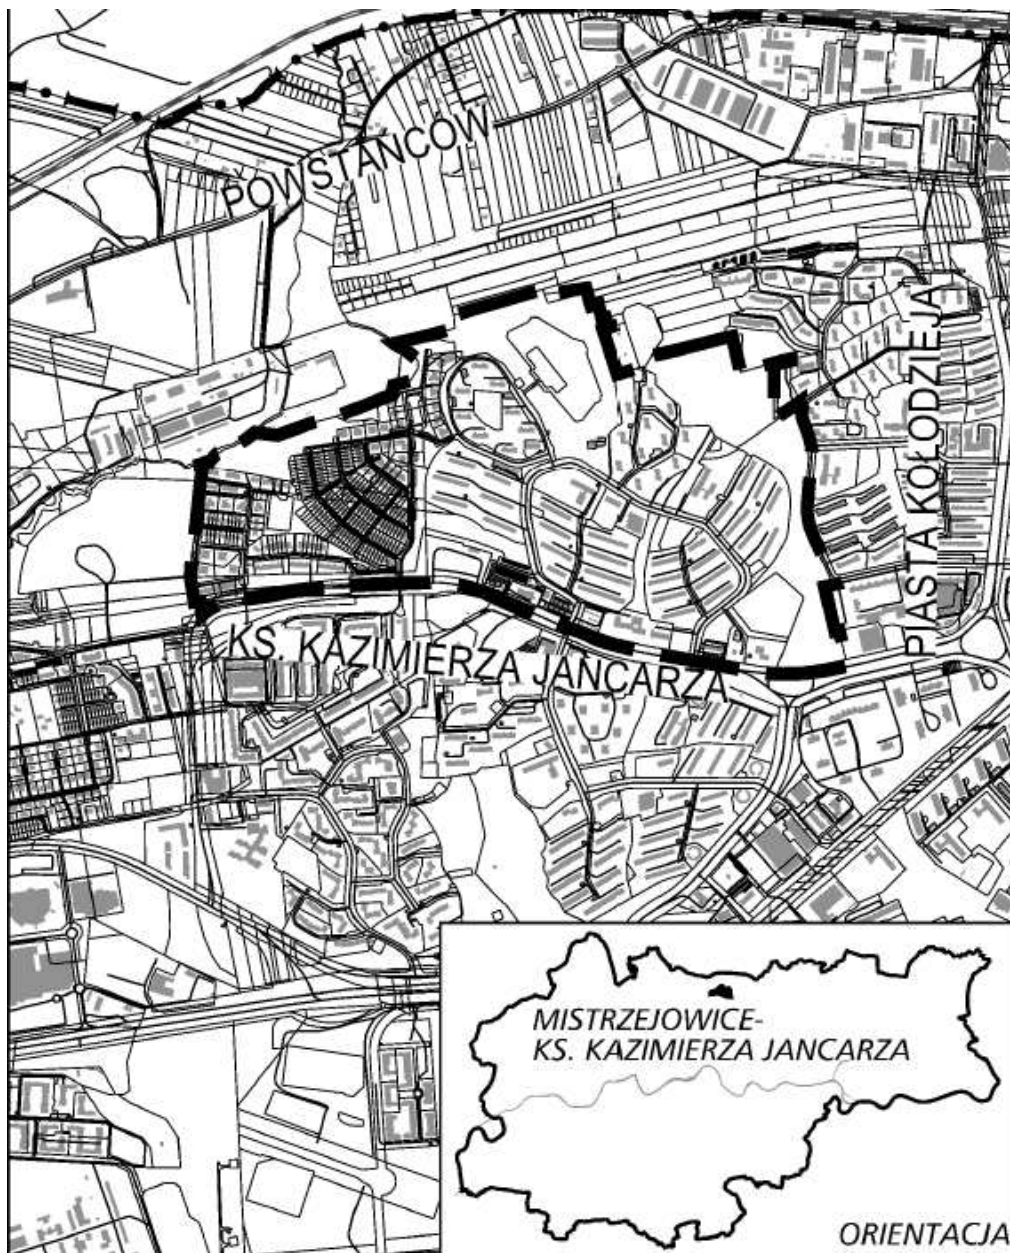 POWSTAŃCÓW
PIASTA KOŁODZIEJA
KS. KAZIMIERZA JANCARZA
MISTRZEJOWICE-
KS. KAZIMIERZA JANCARZA
ORIENTACJA